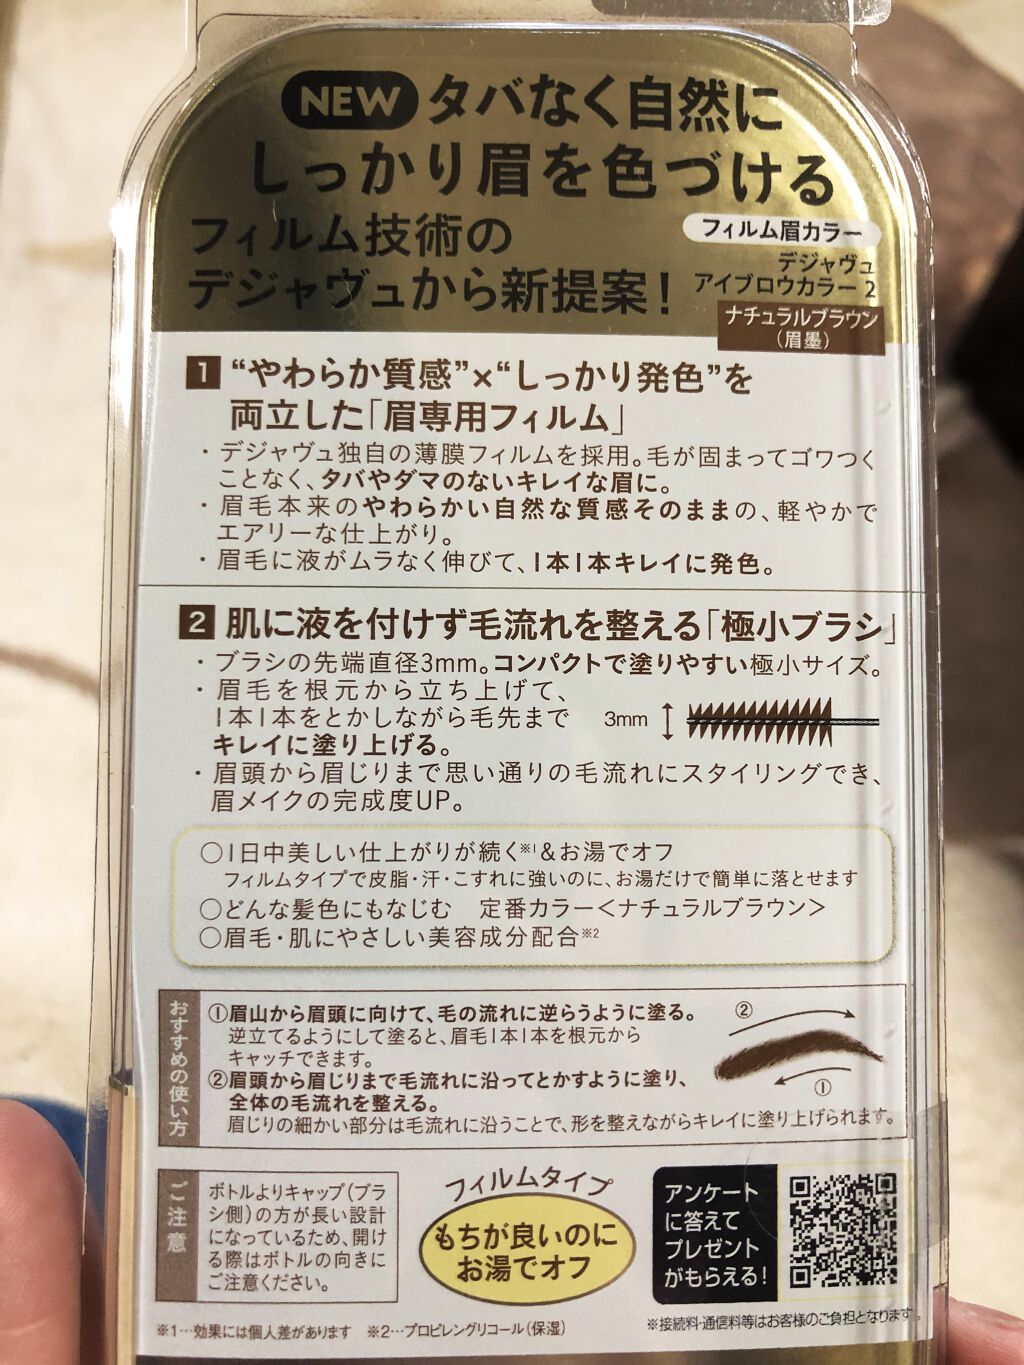 NEW タバなく自然に
しっかり眉を色づける
フィルム技術の
デジャヴュから新提案!
フィルム眉カラー
デジャヴュ
アイブロウカラー 2
ナチュラルブラウン
(眉墨)
1 “やわらか質感”×“しっかり発色”を
両立した「眉専用フィルム」
・デジャヴュ独自の薄膜フィルムを採用。毛が固まってゴワつく
ことなく、タバやダマのないキレイな眉に。
・眉毛本来のやわらかい自然な質感そのままの、軽やかで
エアリーな仕上がり。
・眉毛に液がムラなく伸びて、1本1本キレイに発色。
2 肌に液を付けず毛流れを整える「極小ブラシ」
・ブラシの先端直径3mm。コンパクトで塗りやすい極小サイズ。
・眉毛を根元から立ち上げて、
1本1本をとかしながら毛先まで
キレイに塗り上げる。
3mm
・眉頭から眉じりまで思い通りの毛流れにスタイリングでき、
眉メイクの完成度UP。
○1日中美しい仕上がりが続く※1&お湯でオフ
フィルムタイプで皮脂・汗・こすれに強いのに、お湯だけで簡単に落とせます
○どんな髪色にもなじむ 定番カラー<ナチュラルブラウン>
○眉毛・肌にやさしい美容成分配合※2
おすすめの使い方
①眉山から眉頭に向けて、毛の流れに逆らうように塗る。
逆立てるようにして塗ると、眉毛1本1本を根元から
キャッチできます。
②眉頭から眉じりまで毛流れに沿ってとかすように塗り、
全体の毛流れを整える。
眉じりの細かい部分は毛流れに沿うことで、形を整えながらキレイに塗り上げられます。
②
①
ご注意
ボトルよりキャップ(ブラ
シ側)の方が長い設計
になっているため、開け
る際はボトルの向きに
ご注意ください。
フィルムタイプ
もちが良いのに
お湯でオフ
アンケート
に答えて
プレゼント
がもらえる!
※1…効果には個人差があります ※2…プロピレングリコール(保湿)
※接続料・通信料等はお客様のご負担となります。